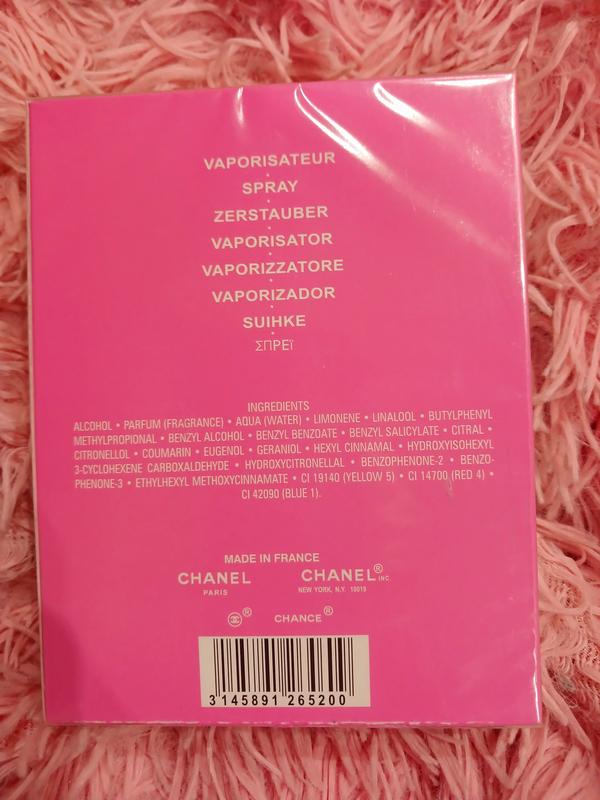 VAPORISATEUR
SPRAY
ZERSTAUBER
VAPORISATOR
VAPORIZZATORE
VAPORIZADOR
SUIHKE
ΣΠΡΕϊ
INGREDIENTS
ALCOHOL • PARFUM (FRAGRANCE) • AQUA (WATER) • LIMONENE • LINALOOL • BUTYLPHENYL
METHYLPROPIONAL • BENZYL ALCOHOL • BENZYL BENZOATE • BENZYL SALICYLATE • CITRAL •
CITRONELLOL • COUMARIN • EUGENOL • GERANIOL • HEXYL CINNAMAL • HYDROXYISOHEXYL
3-CYCLOHEXENE CARBOXALDEHYDE • HYDROXYCITRONELLAL • BENZOPHENONE-2 • BENZO-
PHENONE-3 • ETHYLHEXYL METHOXYCINNAMATE • CI 19140 (YELLOW 5) • CI 14700 (RED 4) •
CI 42090 (BLUE 1).
MADE IN FRANCE
CHANEL CHANEL® INC.
PARIS NEW YORK, N.Y. 10019
® CHANCE®
3 145891 265200